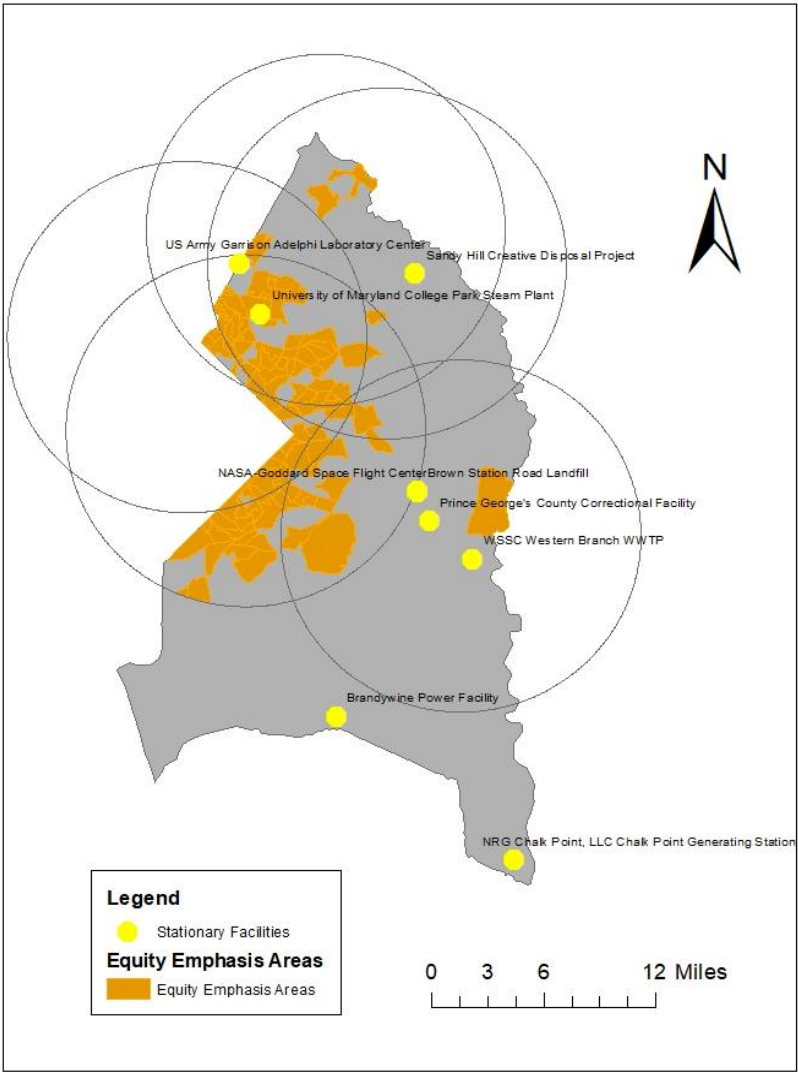 N
US Army Garrison Adelphi Laboratory Center
Sandy Hill Creative Disposal Project
University of Maryland College Park Steam Plant
NASA-Goddard Space Flight Center
Brown Station Road Landfill
Prince George's County Correctional Facility
WSSC Western Branch WWTP
Brandywine Power Facility
NRG Chalk Point, LLC Chalk Point Generating Station
Legend
Stationary Facilities
Equity Emphasis Areas
Equity Emphasis Areas
0 3 6 12 Miles